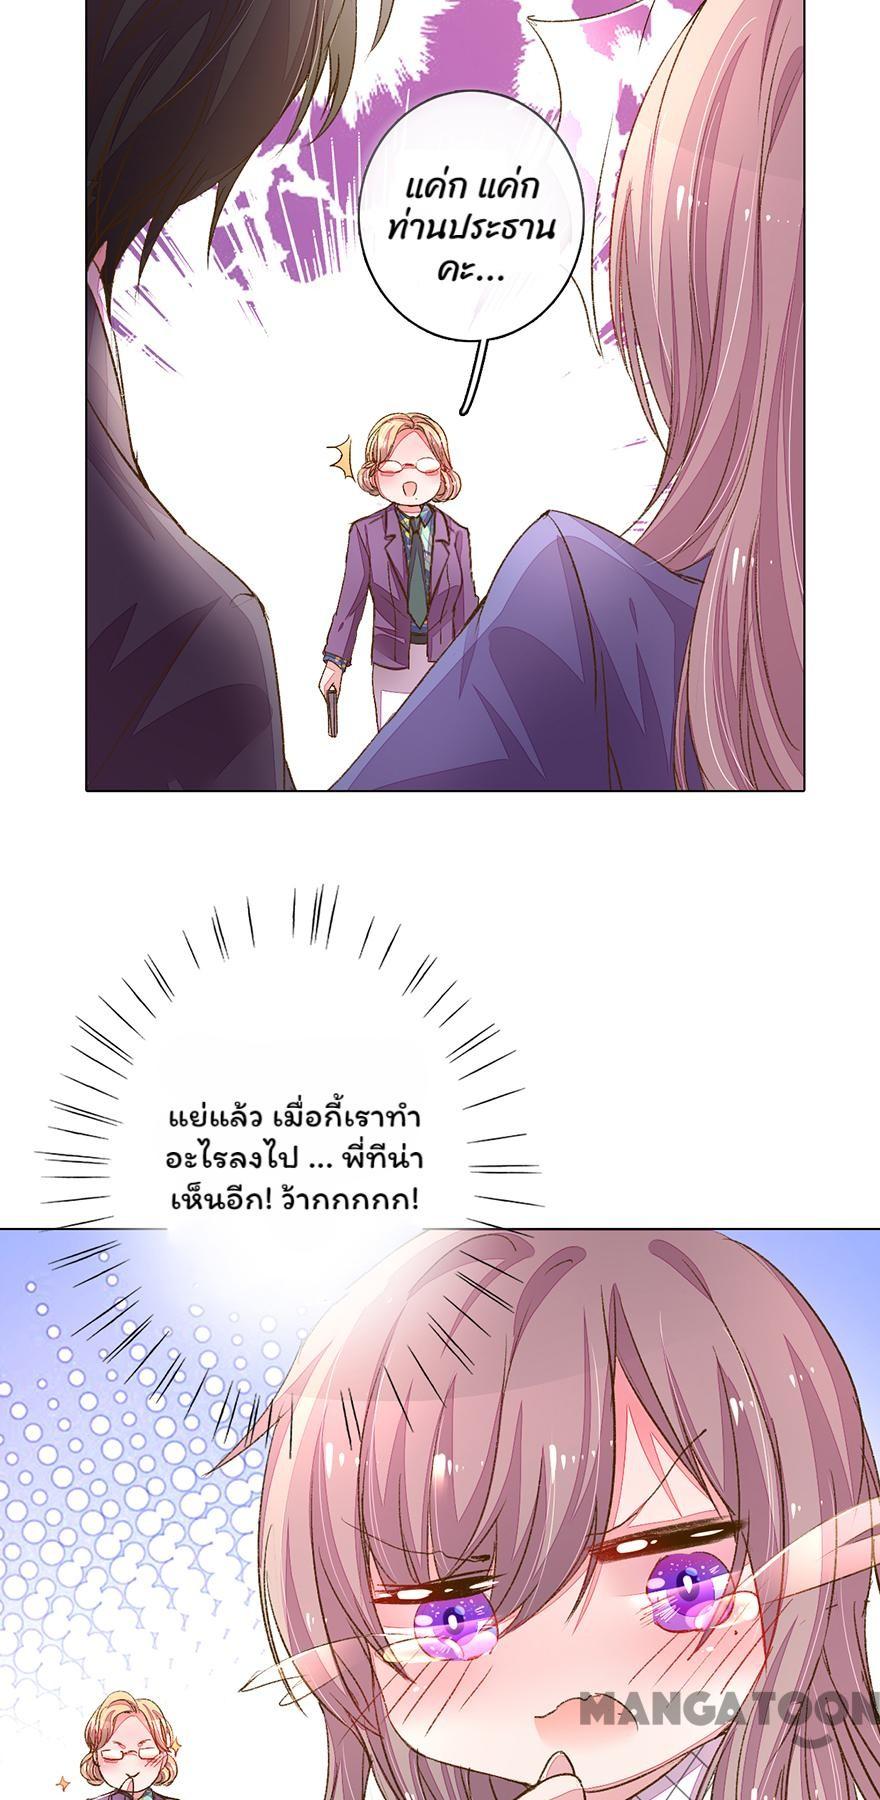 แค่ก แค่ก
ท่านประธาน
คะ...
แย่แล้ว เมื่อกี้เราทำ
อะไรลงไป ... พี่ทีน่า
เห็นอีก! ว้ากกกกก!
MANGATOON